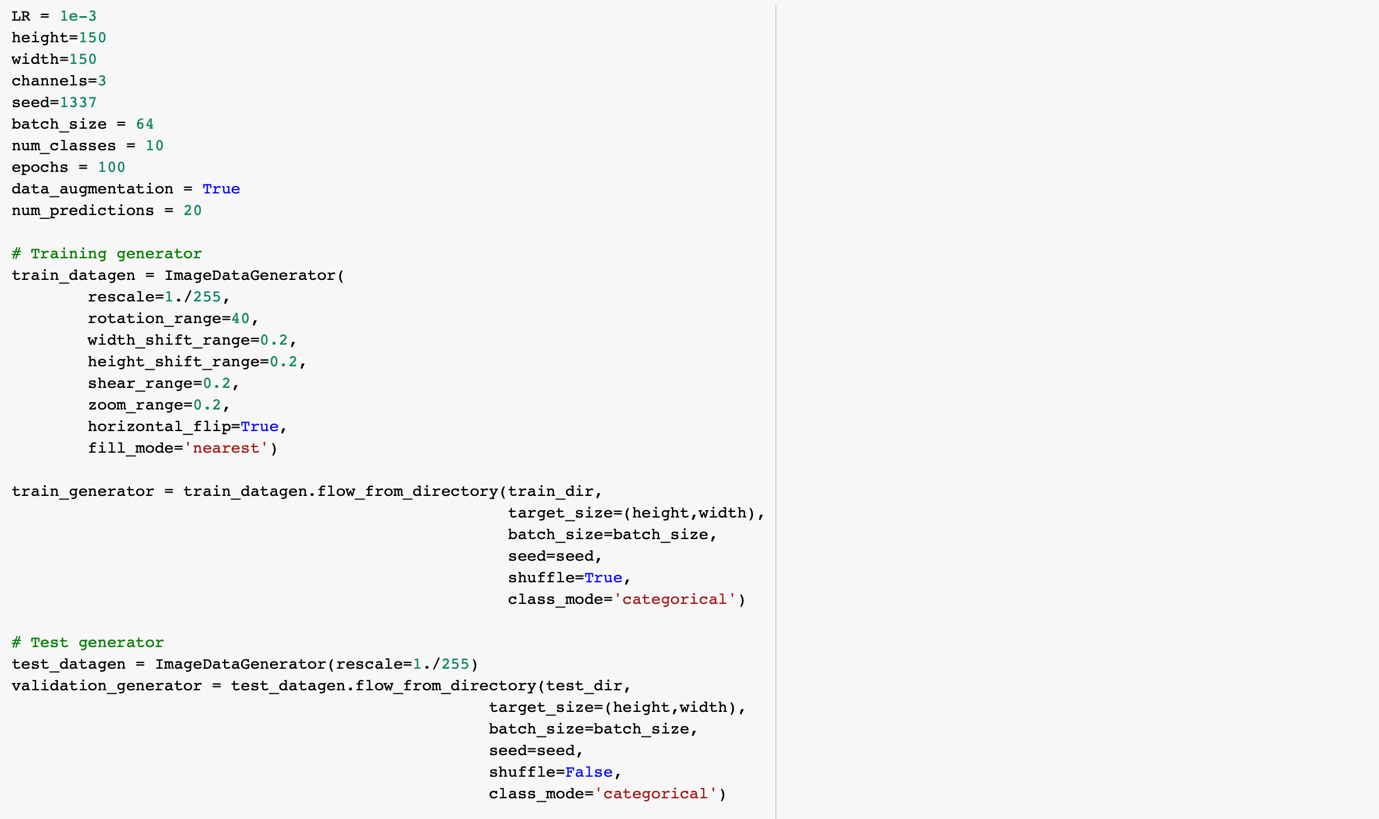 LR = 1e-3
height=150
width=150
channels=3
seed=1337
batch_size = 64
num_classes = 10
epochs = 100
data_augmentation = True
num_predictions = 20
# Training generator
train_datagen = ImageDataGenerator(
rescale=1./255,
rotation_range=40,
width_shift_range=0.2,
height_shift_range=0.2,
shear_range=0.2,
zoom_range=0.2,
horizontal_flip=True,
fill_mode='nearest')
train_generator = train_datagen.flow_from_directory(train_dir,
target_size=(height,width),
batch_size=batch_size,
seed=seed,
shuffle=True,
class_mode='categorical')
# Test generator
test_datagen = ImageDataGenerator(rescale=1./255)
validation_generator = test_datagen.flow_from_directory(test_dir,
target_size=(height,width),
batch_size=batch_size,
seed=seed,
shuffle=False,
class_mode='categorical')